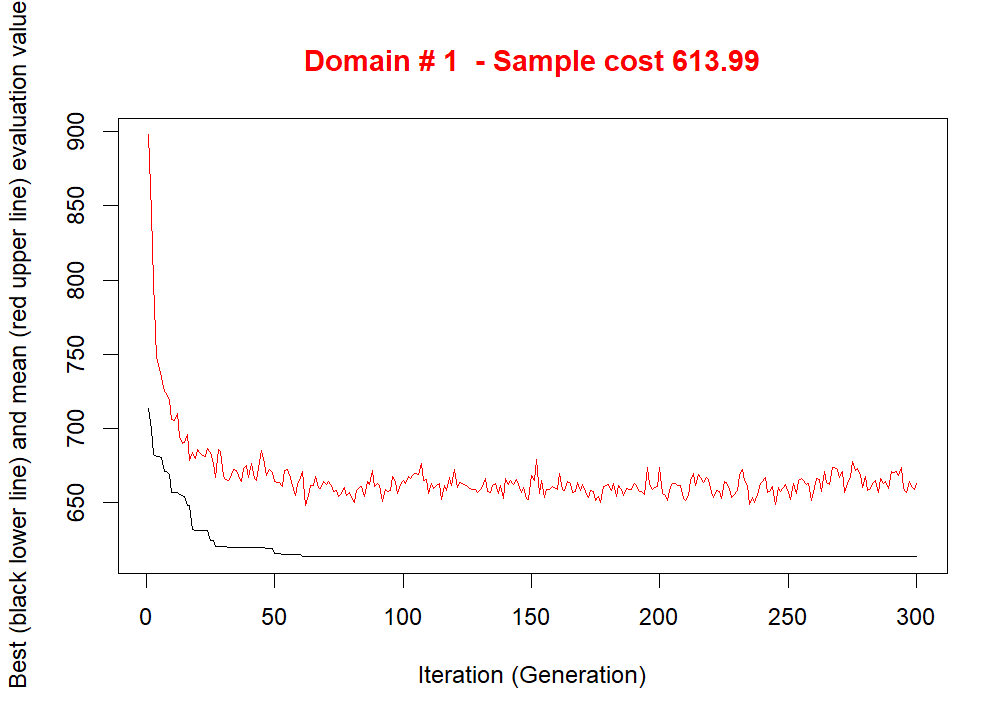 Domain # 1  - Sample cost 613.99
Best (black lower line) and mean (red upper line) evaluation value
900
850
800
750
700
650
0 50 100 150 200 250 300
Iteration (Generation)